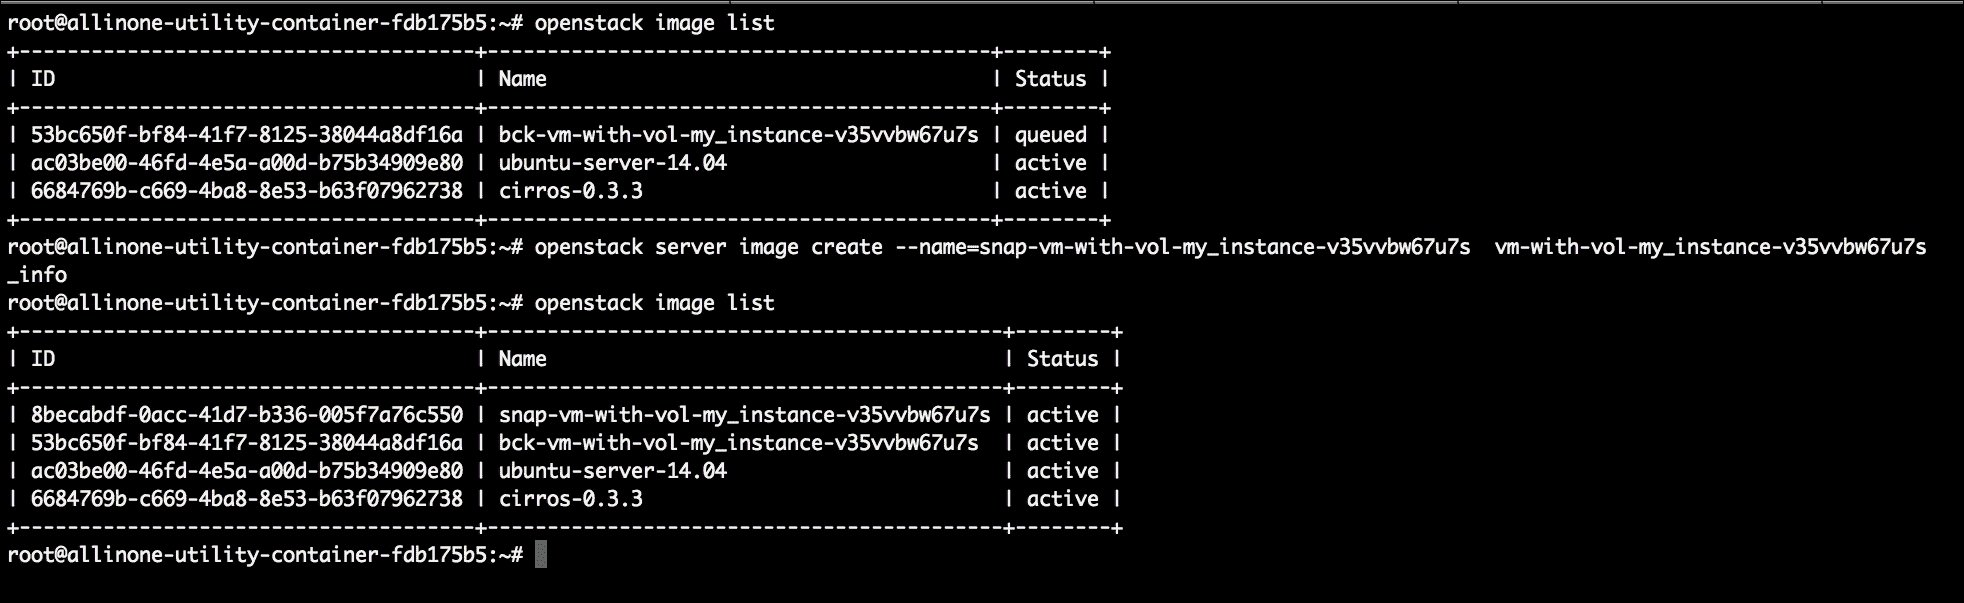 root@allinone-utility-container-fdb175b5:~# openstack image list
+--------------------------------------+------------------------------------------+--------+
| ID                                   | Name                                     | Status |
+--------------------------------------+------------------------------------------+--------+
| 53bc650f-bf84-41f7-8125-38044a8df16a | bck-vm-with-vol-my_instance-v35vvbw67u7s | queued |
| ac03be00-46fd-4e5a-a00d-b75b34909e80 | ubuntu-server-14.04                      | active |
| 6684769b-c669-4ba8-8e53-b63f07962738 | cirros-0.3.3                             | active |
+--------------------------------------+------------------------------------------+--------+
root@allinone-utility-container-fdb175b5:~# openstack server image create --name=snap-vm-with-vol-my_instance-v35vvbw67u7s  vm-with-vol-my_instance-v35vvbw67u7s
_info
root@allinone-utility-container-fdb175b5:~# openstack image list
+--------------------------------------+-------------------------------------------+--------+
| ID                                   | Name                                      | Status |
+--------------------------------------+-------------------------------------------+--------+
| 8becabdf-0acc-41d7-b336-005f7a76c550 | snap-vm-with-vol-my_instance-v35vvbw67u7s | active |
| 53bc650f-bf84-41f7-8125-38044a8df16a | bck-vm-with-vol-my_instance-v35vvbw67u7s  | active |
| ac03be00-46fd-4e5a-a00d-b75b34909e80 | ubuntu-server-14.04                       | active |
| 6684769b-c669-4ba8-8e53-b63f07962738 | cirros-0.3.3                              | active |
+--------------------------------------+-------------------------------------------+--------+
root@allinone-utility-container-fdb175b5:~#